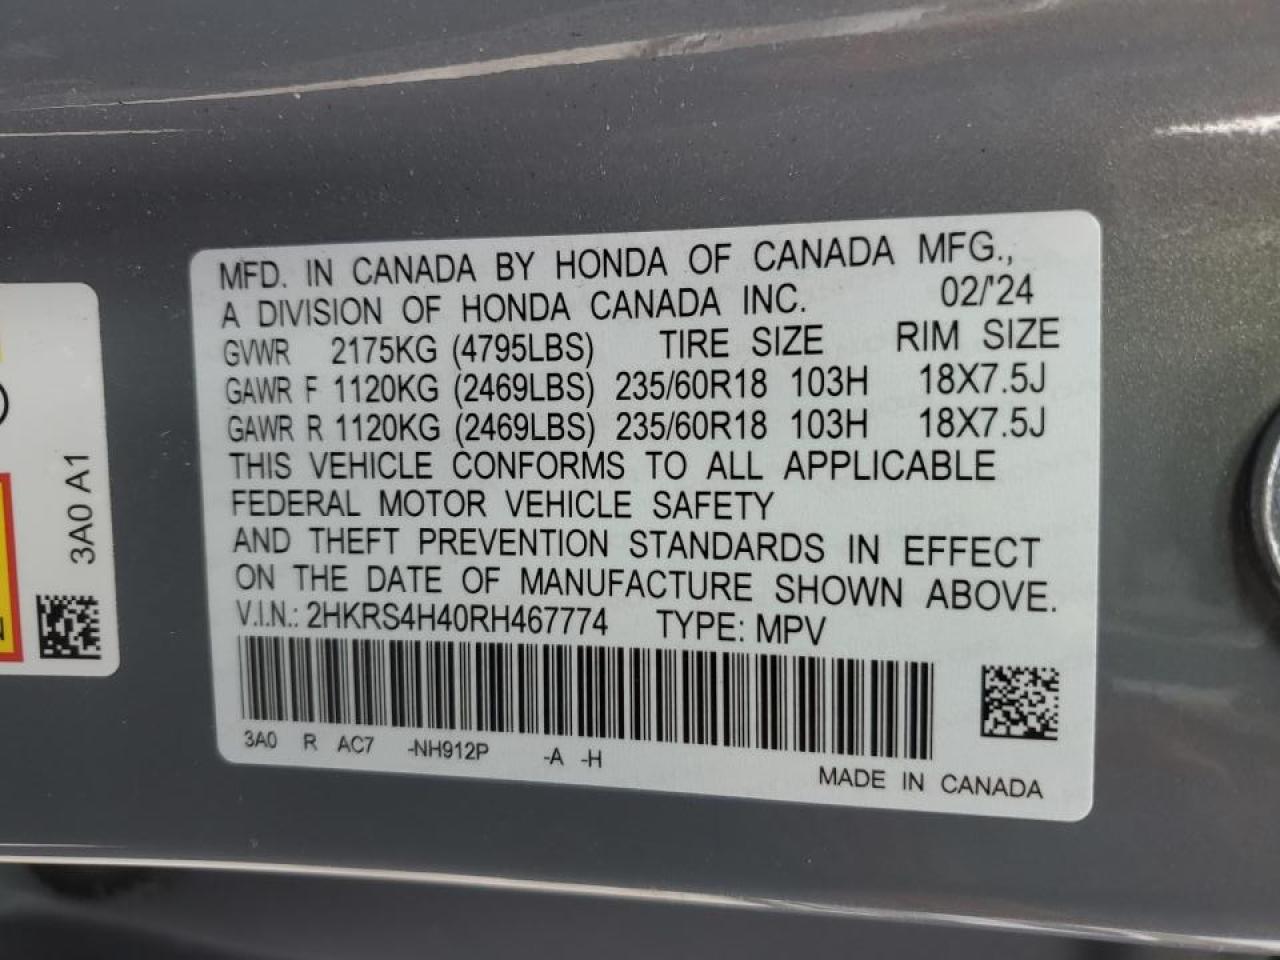 MFD. IN CANADA BY HONDA OF CANADA MFG.,
A DIVISION OF HONDA CANADA INC. 02/'24
GVWR 2175KG (4795LBS) TIRE SIZE RIM SIZE
GAWR F 1120KG (2469LBS) 235/60R18 103H 18X7.5J
GAWR R 1120KG (2469LBS) 235/60R18 103H 18X7.5J
THIS VEHICLE CONFORMS TO ALL APPLICABLE
FEDERAL MOTOR VEHICLE SAFETY
AND THEFT PREVENTION STANDARDS IN EFFECT
ON THE DATE OF MANUFACTURE SHOWN ABOVE.
V.I.N.: 2HKRS4H40RH467774 TYPE: MPV
3A0 R AC7 -NH912P -A -H
MADE IN CANADA
3A0 A1